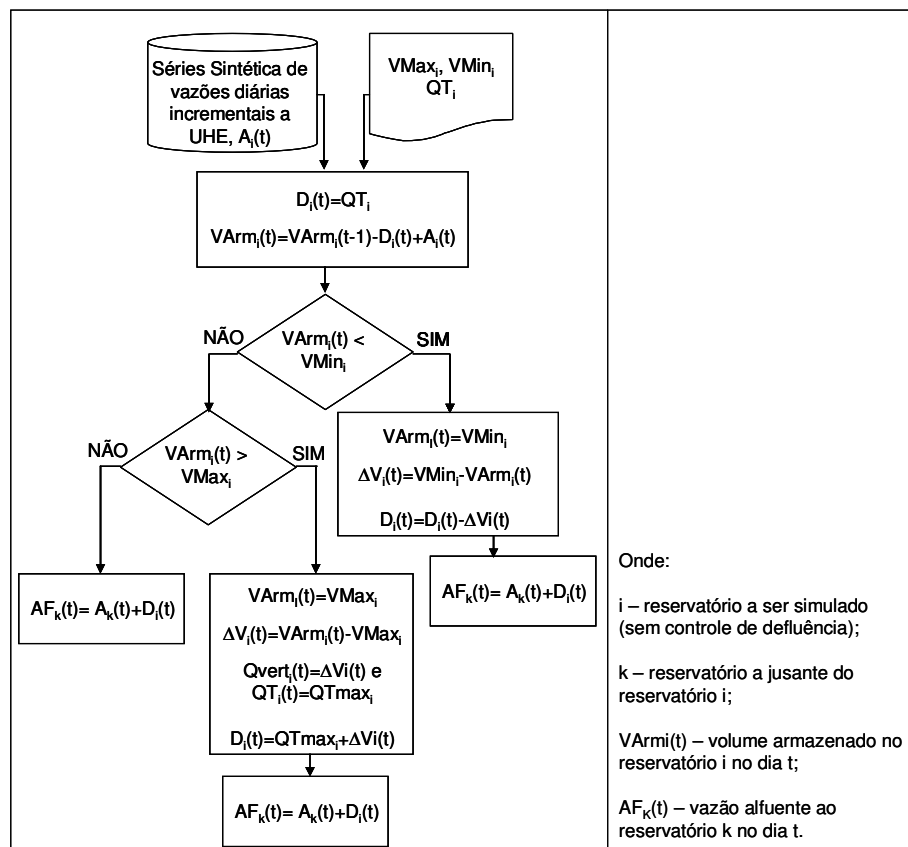 Séries Sintética de
vazões diárias
incrementais a
UHE, Aᵢ(t)
VMaxᵢ, VMinᵢ
QTᵢ
Dᵢ(t)=QTᵢ
VArmᵢ(t)=VArmᵢ(t-1)-Dᵢ(t)+Aᵢ(t)
NÃO
VArmᵢ(t) <
VMinᵢ
SIM
NÃO
VArmᵢ(t) >
VMaxᵢ
SIM
VArmₗ(t)=VMinᵢ
ΔVᵢ(t)=VMinᵢ-VArmᵢ(t)
Dᵢ(t)=Dᵢ(t)-ΔVi(t)
AFₖ(t)= Aₖ(t)+Dᵢ(t)
VArmᵢ(t)=VMaxᵢ
ΔVᵢ(t)=VArmᵢ(t)-VMaxᵢ
Qvertᵢ(t)=ΔVi(t) e
QTᵢ(t)=QTmaxᵢ
Dᵢ(t)=QTmaxᵢ+ΔVi(t)
AFₖ(t)= Aₖ(t)+Dᵢ(t)
AFₖ(t)= Aₖ(t)+Dᵢ(t)
Onde:
i – reservatório a ser simulado
(sem controle de defluência);
k – reservatório a jusante do
reservatório i;
VArmi(t) – volume armazenado no
reservatório i no dia t;
AF_K(t) – vazão alfuente ao
reservatório k no dia t.